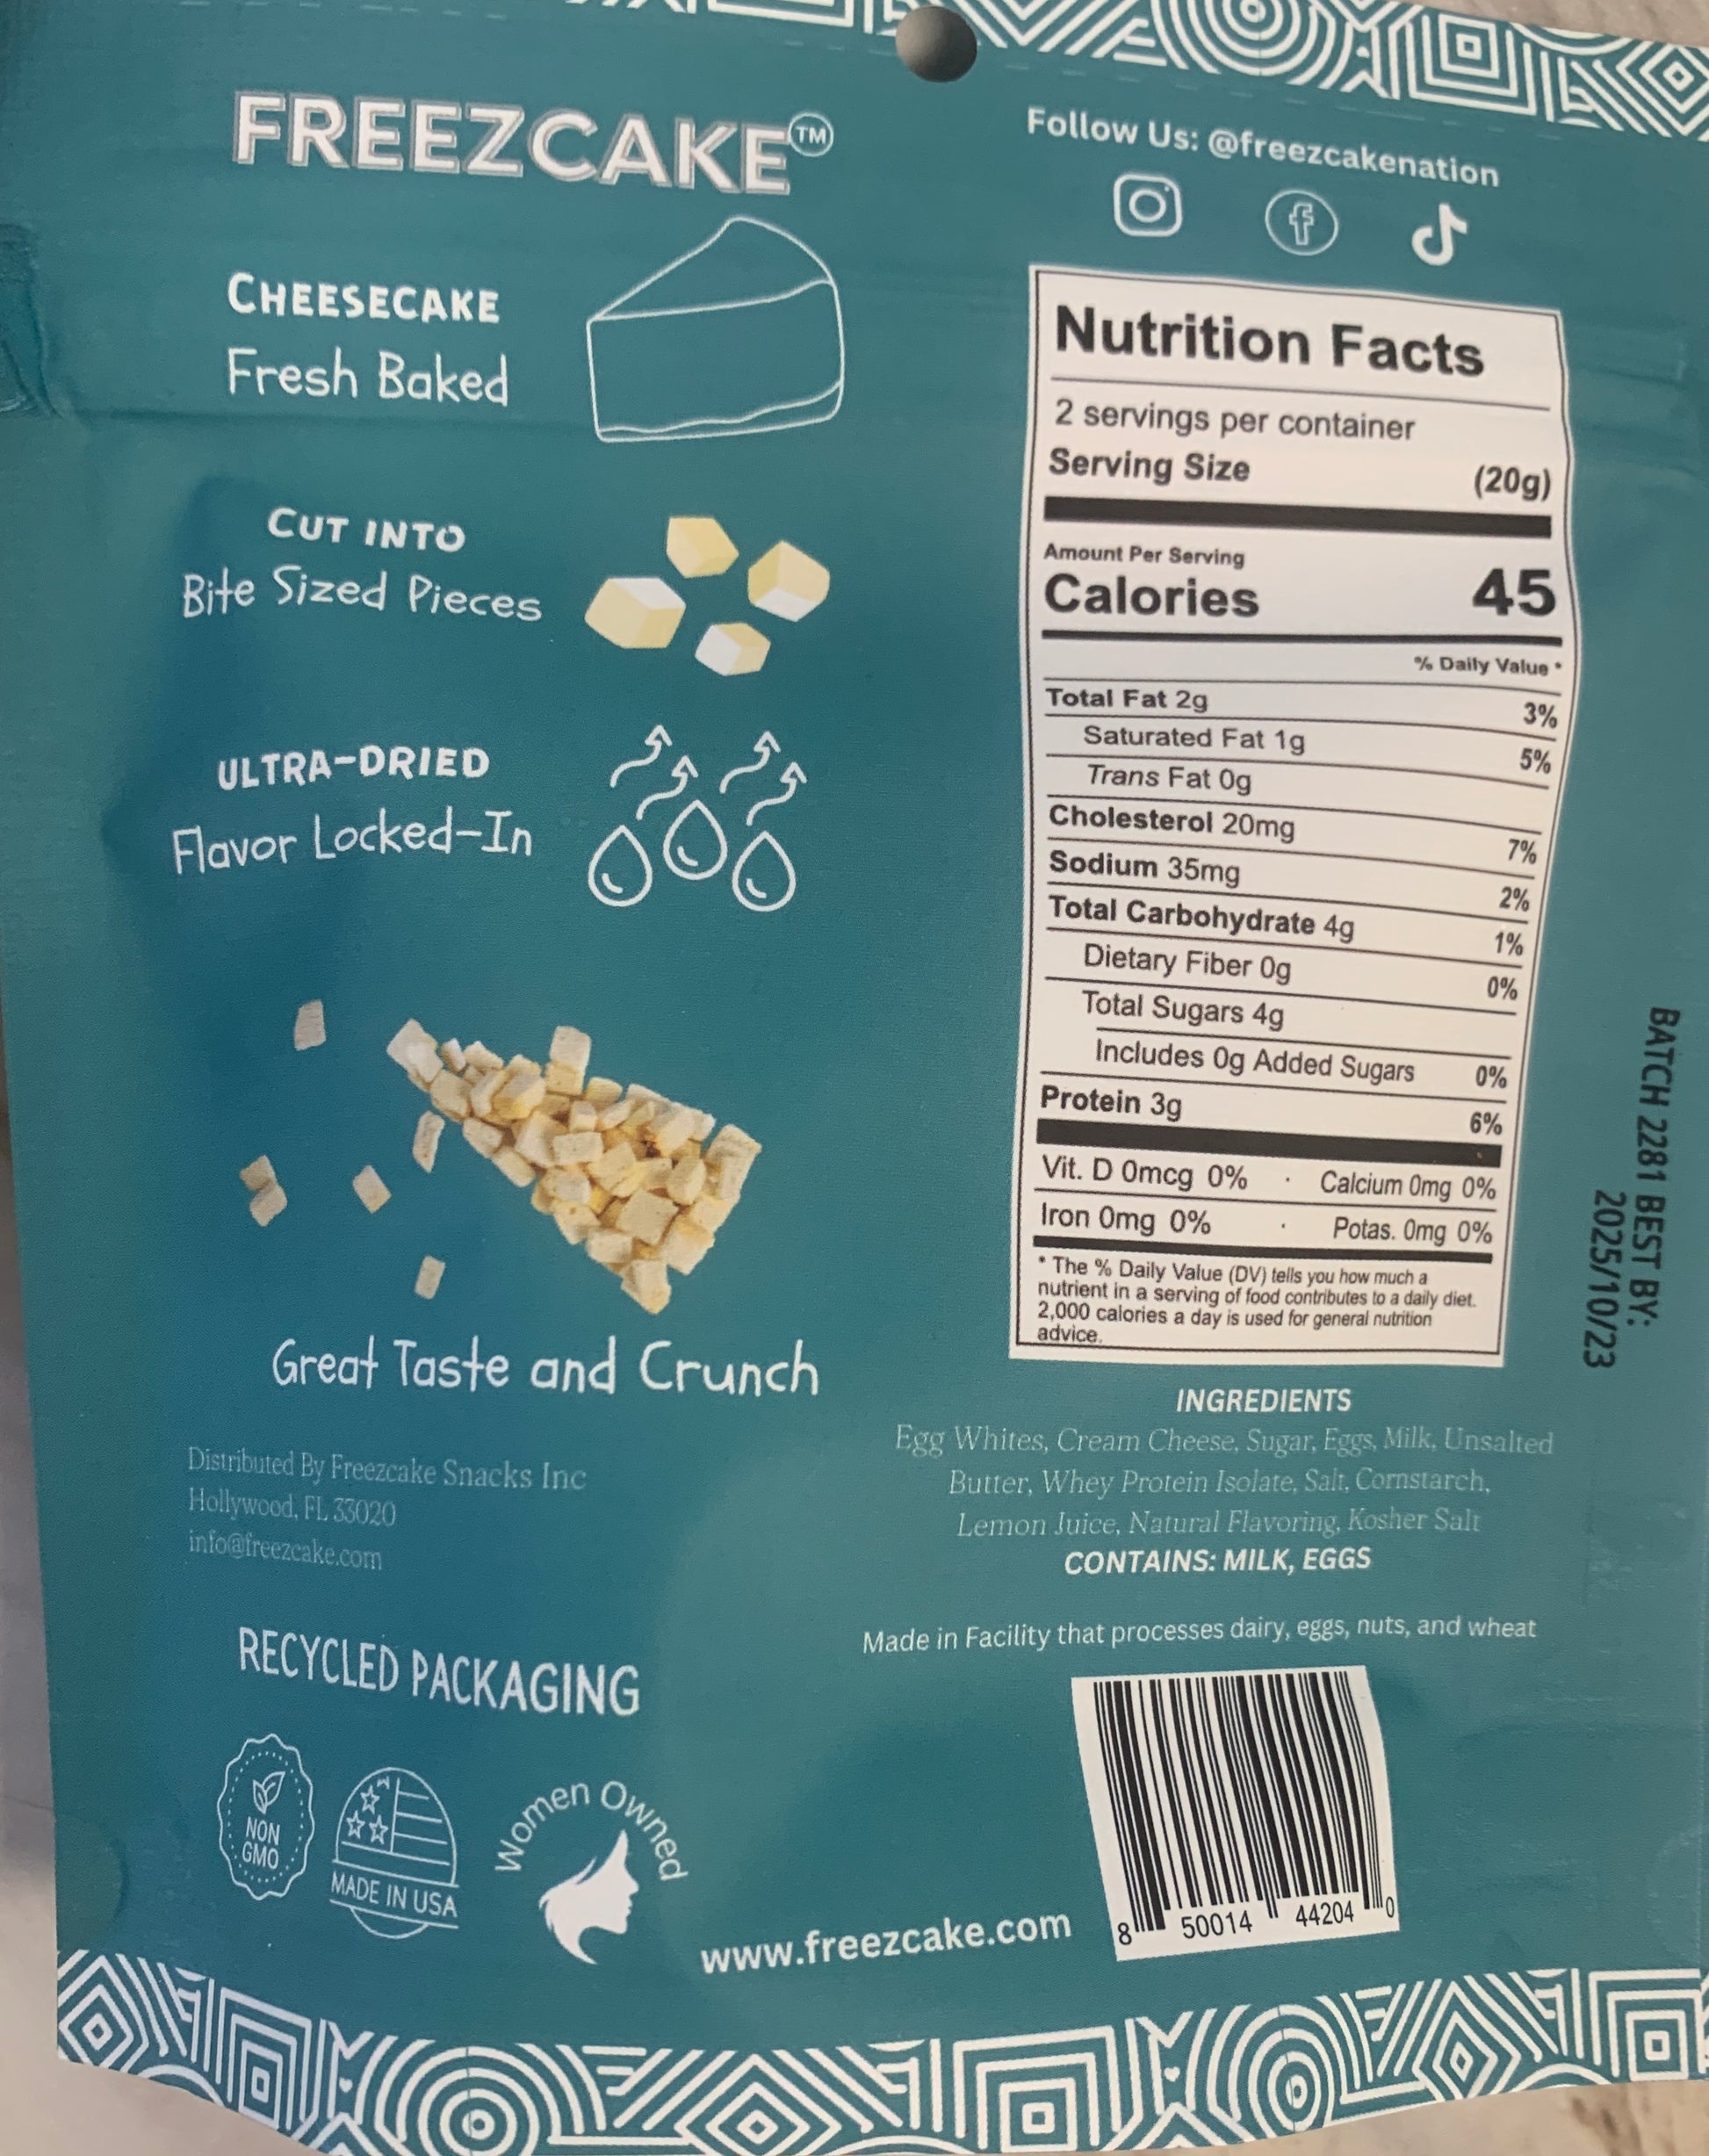 FREEZCAKE™
CHEESECAKE
Fresh Baked
CUT INTO
Bite Sized Pieces
ULTRA-DRIED
Flavor Locked-In
Great Taste and Crunch
Distributed By Freezcake Snacks Inc
Hollywood, FL 33020
info@freezcake.com
RECYCLED PACKAGING
NON
GMO
MADE IN USA
Women Owned
www.freezcake.com
Follow Us: @freezcakenation
Nutrition Facts
2 servings per container
Serving Size (20g)
Amount Per Serving
Calories 45
% Daily Value *
Total Fat 2g 3%
Saturated Fat 1g 5%
Trans Fat 0g
Cholesterol 20mg 7%
Sodium 35mg 2%
Total Carbohydrate 4g 1%
Dietary Fiber 0g 0%
Total Sugars 4g
Includes 0g Added Sugars 0%
Protein 3g 6%
Vit. D 0mcg 0% · Calcium 0mg 0%
Iron 0mg 0% · Potas. 0mg 0%
* The % Daily Value (DV) tells you how much a
nutrient in a serving of food contributes to a daily diet.
2,000 calories a day is used for general nutrition
advice.
BATCH 2281 BEST BY:
2025/10/23
INGREDIENTS
Egg Whites, Cream Cheese, Sugar, Eggs, Milk, Unsalted
Butter, Whey Protein Isolate, Salt, Cornstarch,
Lemon Juice, Natural Flavoring, Kosher Salt
CONTAINS: MILK, EGGS
Made in Facility that processes dairy, eggs, nuts, and wheat
8 50014 44204 0